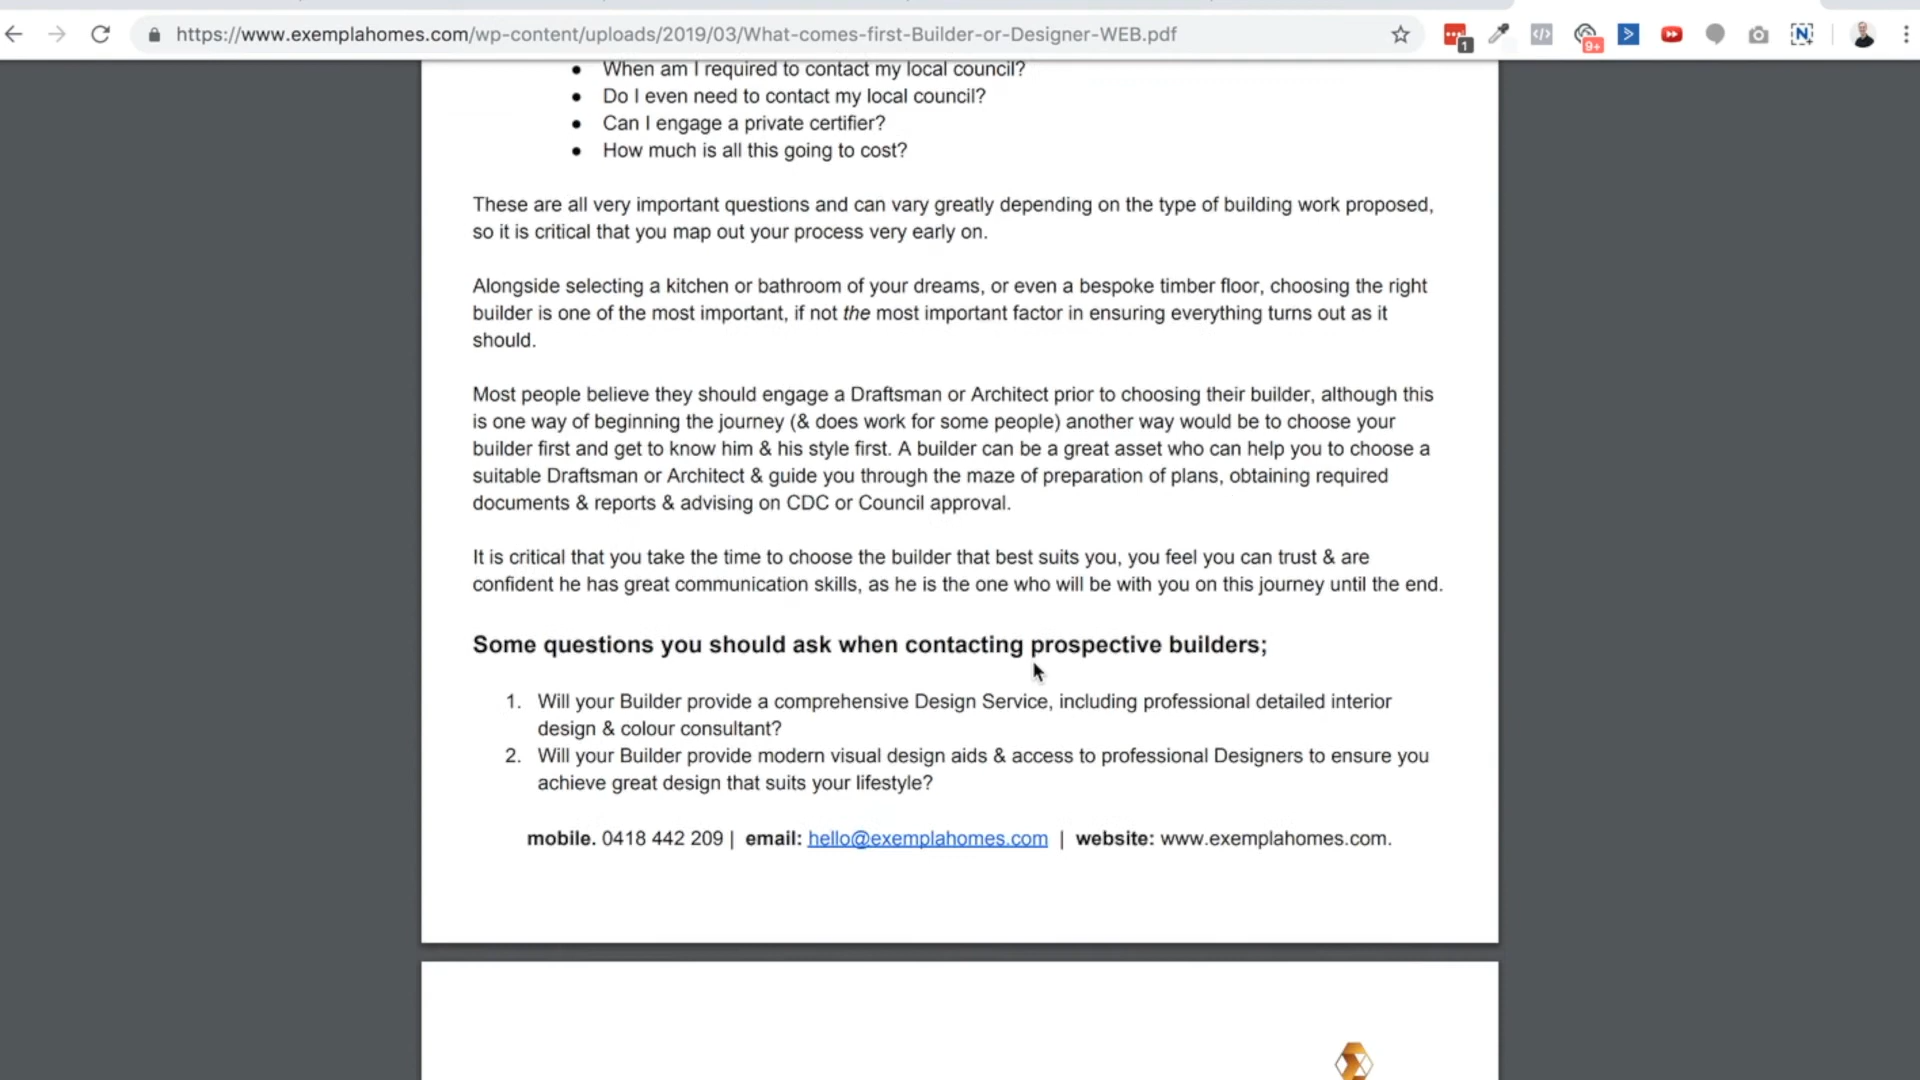 https://www.exemplahomes.com/wp-content/uploads/2019/03/What-comes-first-Builder-or-Designer-WEB.pdf
1
9+
N
• When am I required to contact my local council?
• Do I even need to contact my local council?
• Can I engage a private certifier?
• How much is all this going to cost?
These are all very important questions and can vary greatly depending on the type of building work proposed,
so it is critical that you map out your process very early on.
Alongside selecting a kitchen or bathroom of your dreams, or even a bespoke timber floor, choosing the right
builder is one of the most important, if not the most important factor in ensuring everything turns out as it
should.
Most people believe they should engage a Draftsman or Architect prior to choosing their builder, although this
is one way of beginning the journey (& does work for some people) another way would be to choose your
builder first and get to know him & his style first. A builder can be a great asset who can help you to choose a
suitable Draftsman or Architect & guide you through the maze of preparation of plans, obtaining required
documents & reports & advising on CDC or Council approval.
It is critical that you take the time to choose the builder that best suits you, you feel you can trust & are
confident he has great communication skills, as he is the one who will be with you on this journey until the end.
Some questions you should ask when contacting prospective builders;
1. Will your Builder provide a comprehensive Design Service, including professional detailed interior
design & colour consultant?
2. Will your Builder provide modern visual design aids & access to professional Designers to ensure you
achieve great design that suits your lifestyle?
mobile. 0418 442 209 | email: hello@exemplahomes.com | website: www.exemplahomes.com.